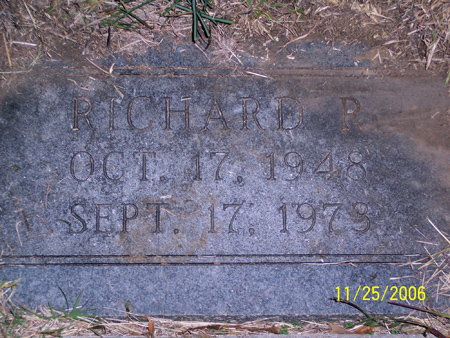 RICHARD P.
OCT. 17, 1948
SEPT. 17, 1973
11/25/2006